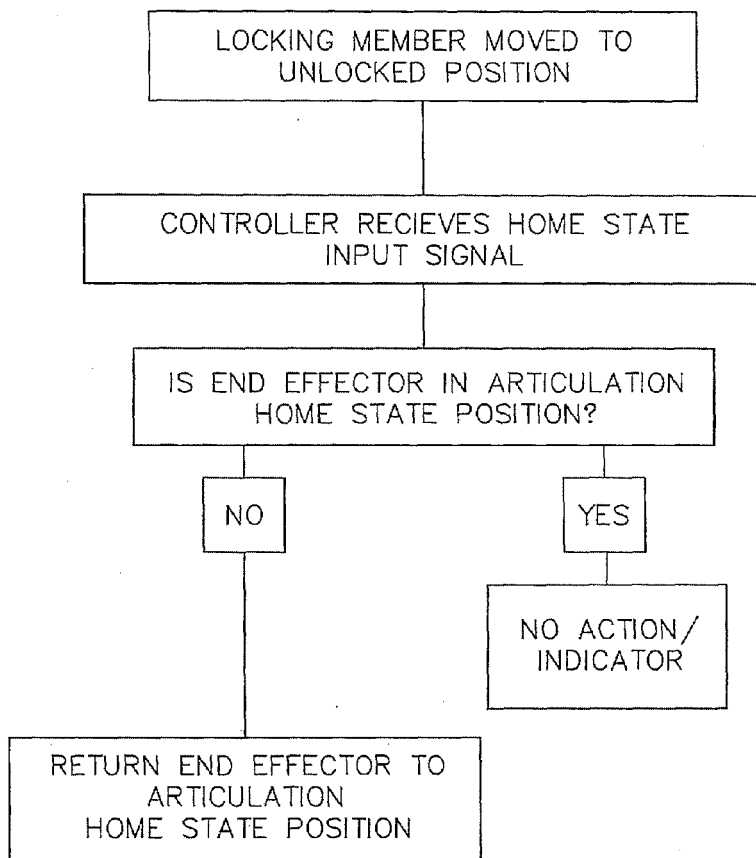 LOCKING MEMBER MOVED TO
UNLOCKED POSITION
CONTROLLER RECIEVES HOME STATE
INPUT SIGNAL
IS END EFFECTOR IN ARTICULATION
HOME STATE POSITION?
NO
YES
NO ACTION/
INDICATOR
RETURN END EFFECTOR TO
ARTICULATION
HOME STATE POSITION